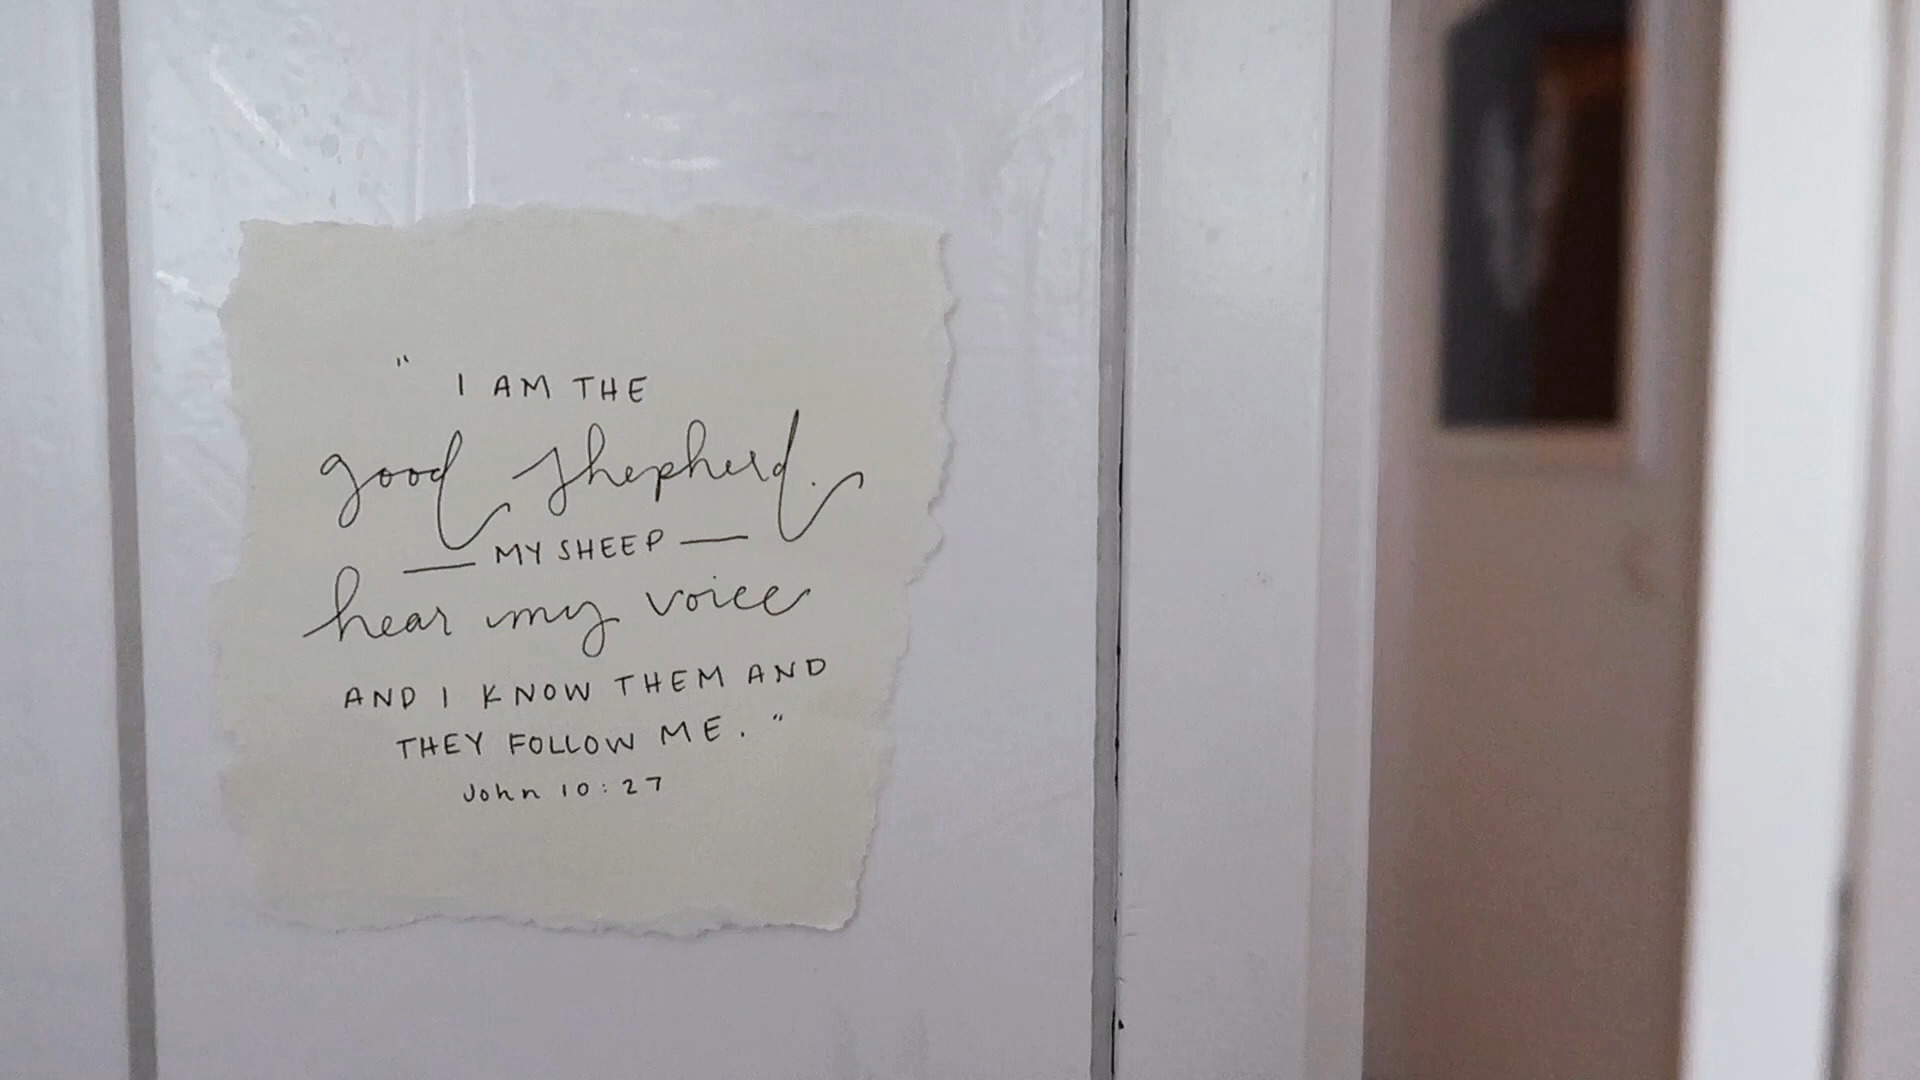 " I AM THE
good shepherd.
— MY SHEEP —
hear my voice
AND I KNOW THEM AND
THEY FOLLOW ME. "
John 10:27